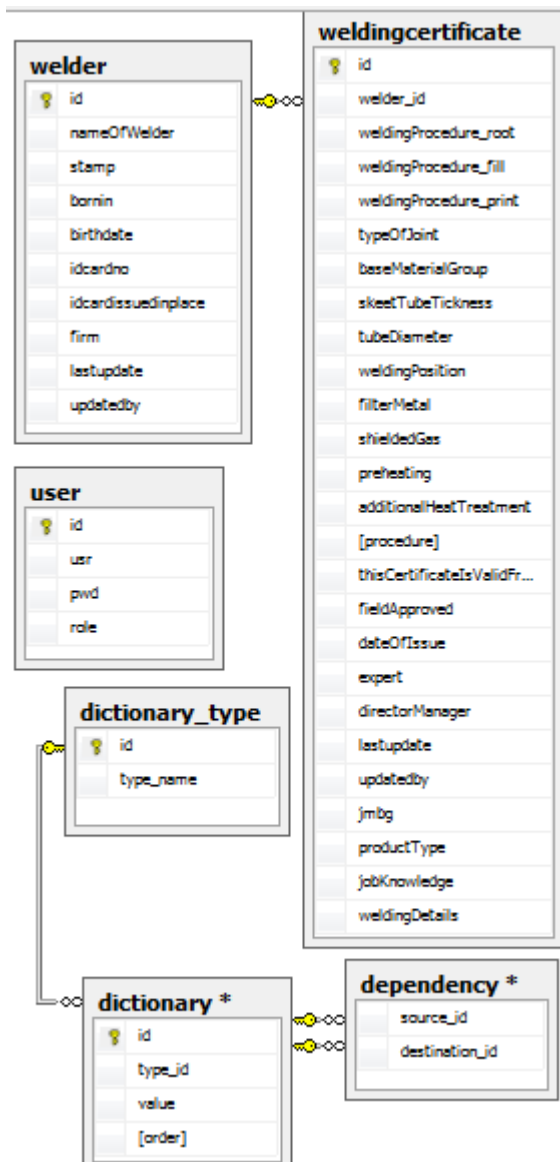 welder
id
nameOfWelder
stamp
bornin
birthdate
idcardno
idcardissuedinplace
firm
lastupdate
updatedby
weldingcertificate
id
welder_id
weldingProcedure_root
weldingProcedure_fill
weldingProcedure_print
typeOfJoint
baseMaterialGroup
skeetTubeTickness
tubeDiameter
weldingPosition
fillerMetal
shieldedGas
preheating
additionalHeatTreatment
[procedure]
thisCertificateIsValidFr...
fieldApproved
dateOfIssue
expert
directorManager
lastupdate
updatedby
jmbg
productType
jobKnowledge
weldingDetails
user
id
usr
pwd
role
dictionary_type
id
type_name
dictionary *
id
type_id
value
[order]
dependency *
source_id
destination_id